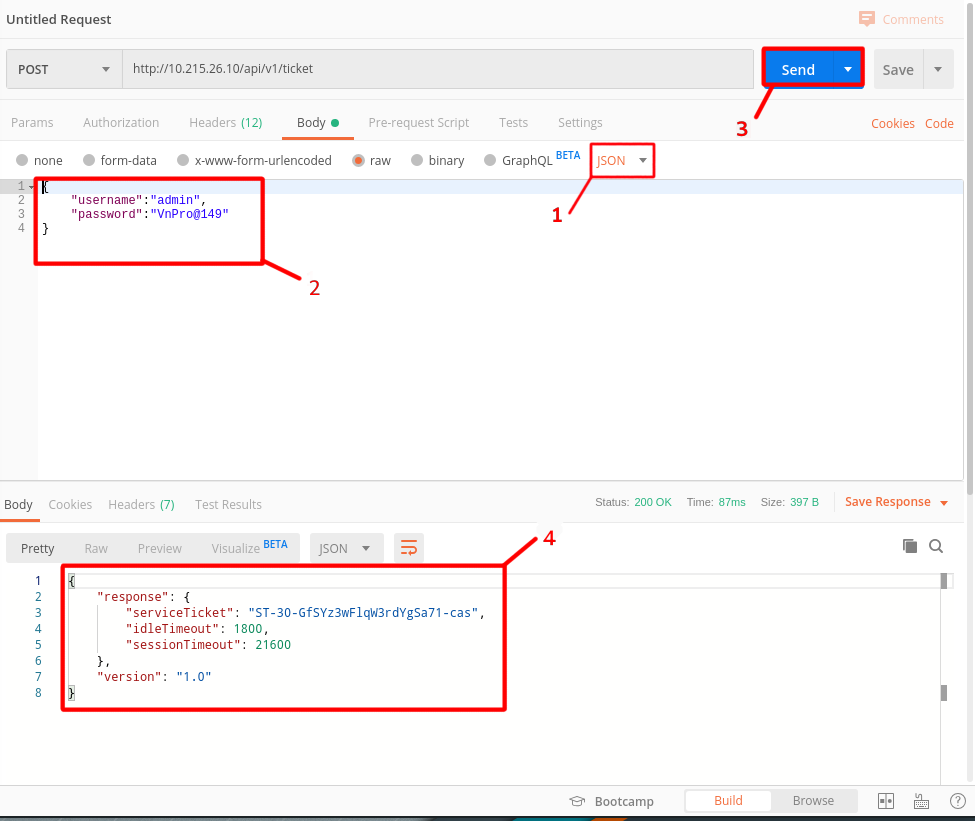 Untitled Request
Comments
POST
http://10.215.26.10/api/v1/ticket
Send
Save
3
Params
Authorization
Headers (12)
Body
Pre-request Script
Tests
Settings
Cookies
Code
none
form-data
x-www-form-urlencoded
raw
binary
GraphQL BETA
JSON
1
1 {
2 "username":"admin",
3 "password":"VnPro@149"
4 }
2
Body
Cookies
Headers (7)
Test Results
Status: 200 OK
Time: 87ms
Size: 397 B
Save Response
4
Pretty
Raw
Preview
Visualize BETA
JSON
1 {
2 "response": {
3 "serviceTicket": "ST-30-GfSYz3wFlqW3rdYgSa71-cas",
4 "idleTimeout": 1800,
5 "sessionTimeout": 21600
6 },
7 "version": "1.0"
8 }
Bootcamp
Build
Browse
?